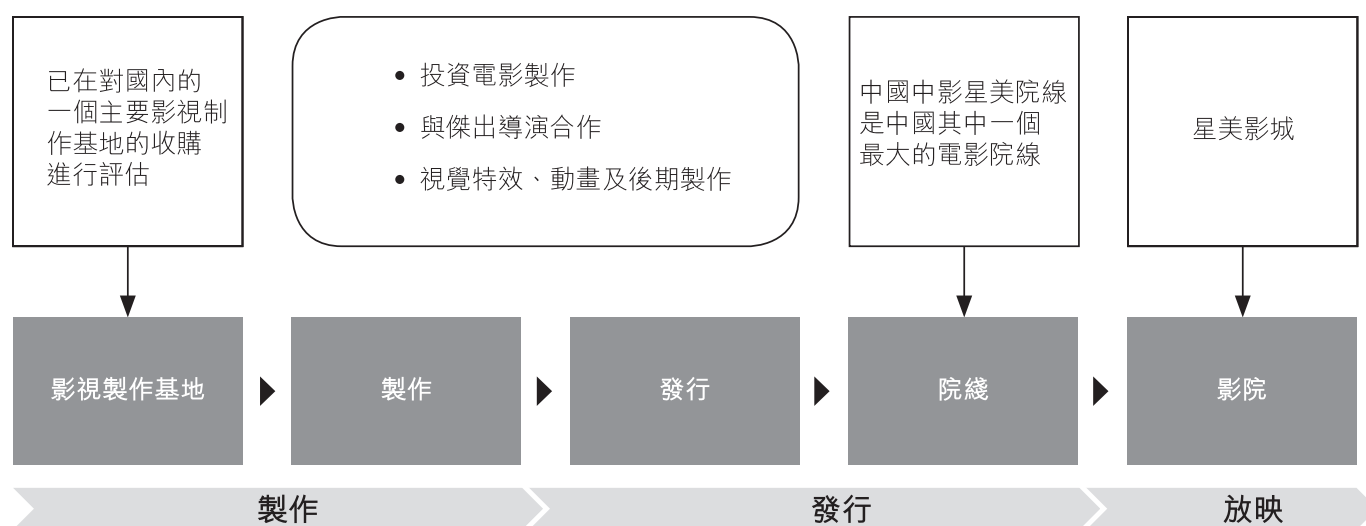 已在對國內的
一個主要影視制
作基地的收購
進行評估
• 投資電影製作
• 與傑出導演合作
• 視覺特效、動畫及後期製作
中國中影星美院線
是中國其中一個
最大的電影院線
星美影城
影視製作基地
製作
發行
院綫
影院
製作
發行
放映